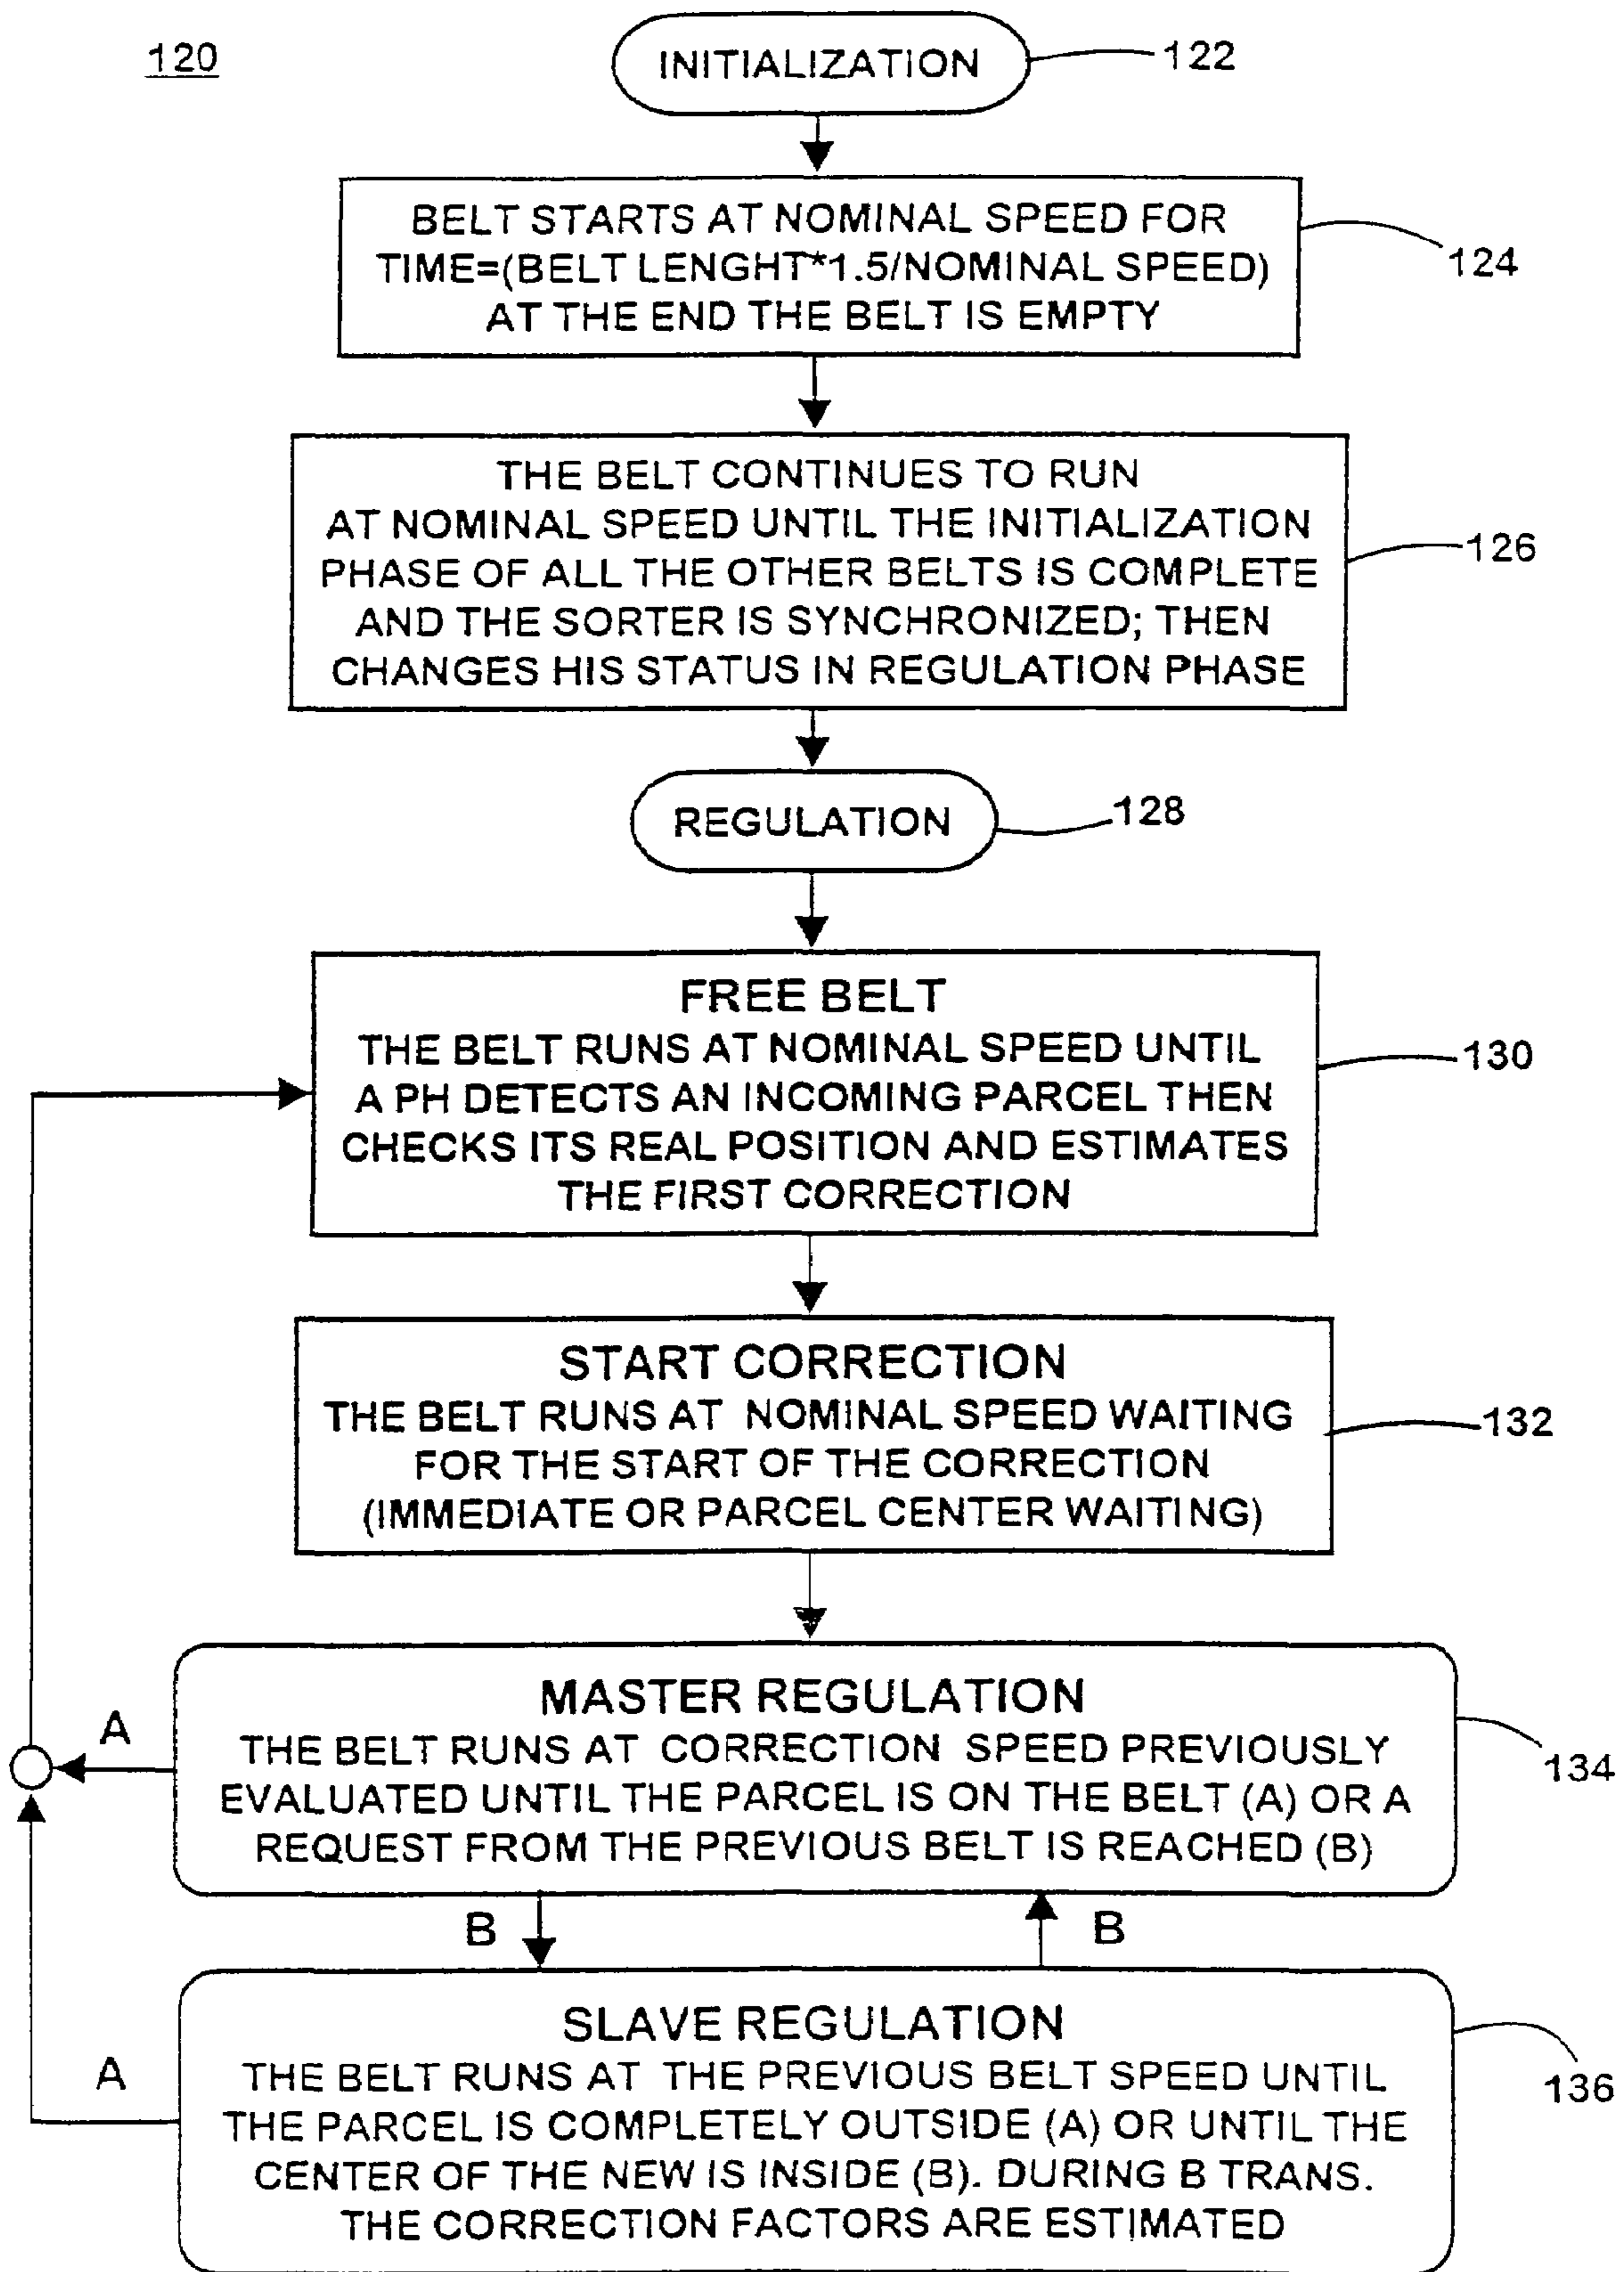 120
INITIALIZATION
122
BELT STARTS AT NOMINAL SPEED FOR
TIME=(BELT LENGHT*1.5/NOMINAL SPEED)
AT THE END THE BELT IS EMPTY
124
THE BELT CONTINUES TO RUN
AT NOMINAL SPEED UNTIL THE INITIALIZATION
PHASE OF ALL THE OTHER BELTS IS COMPLETE
AND THE SORTER IS SYNCHRONIZED; THEN
CHANGES HIS STATUS IN REGULATION PHASE
126
REGULATION
128
FREE BELT
THE BELT RUNS AT NOMINAL SPEED UNTIL
A PH DETECTS AN INCOMING PARCEL THEN
CHECKS ITS REAL POSITION AND ESTIMATES
THE FIRST CORRECTION
130
START CORRECTION
THE BELT RUNS AT NOMINAL SPEED WAITING
FOR THE START OF THE CORRECTION
(IMMEDIATE OR PARCEL CENTER WAITING)
132
MASTER REGULATION
THE BELT RUNS AT CORRECTION SPEED PREVIOUSLY
EVALUATED UNTIL THE PARCEL IS ON THE BELT (A) OR A
REQUEST FROM THE PREVIOUS BELT IS REACHED (B)
134
A
B
B
SLAVE REGULATION
THE BELT RUNS AT THE PREVIOUS BELT SPEED UNTIL
THE PARCEL IS COMPLETELY OUTSIDE (A) OR UNTIL THE
CENTER OF THE NEW IS INSIDE (B). DURING B TRANS.
THE CORRECTION FACTORS ARE ESTIMATED
136
A